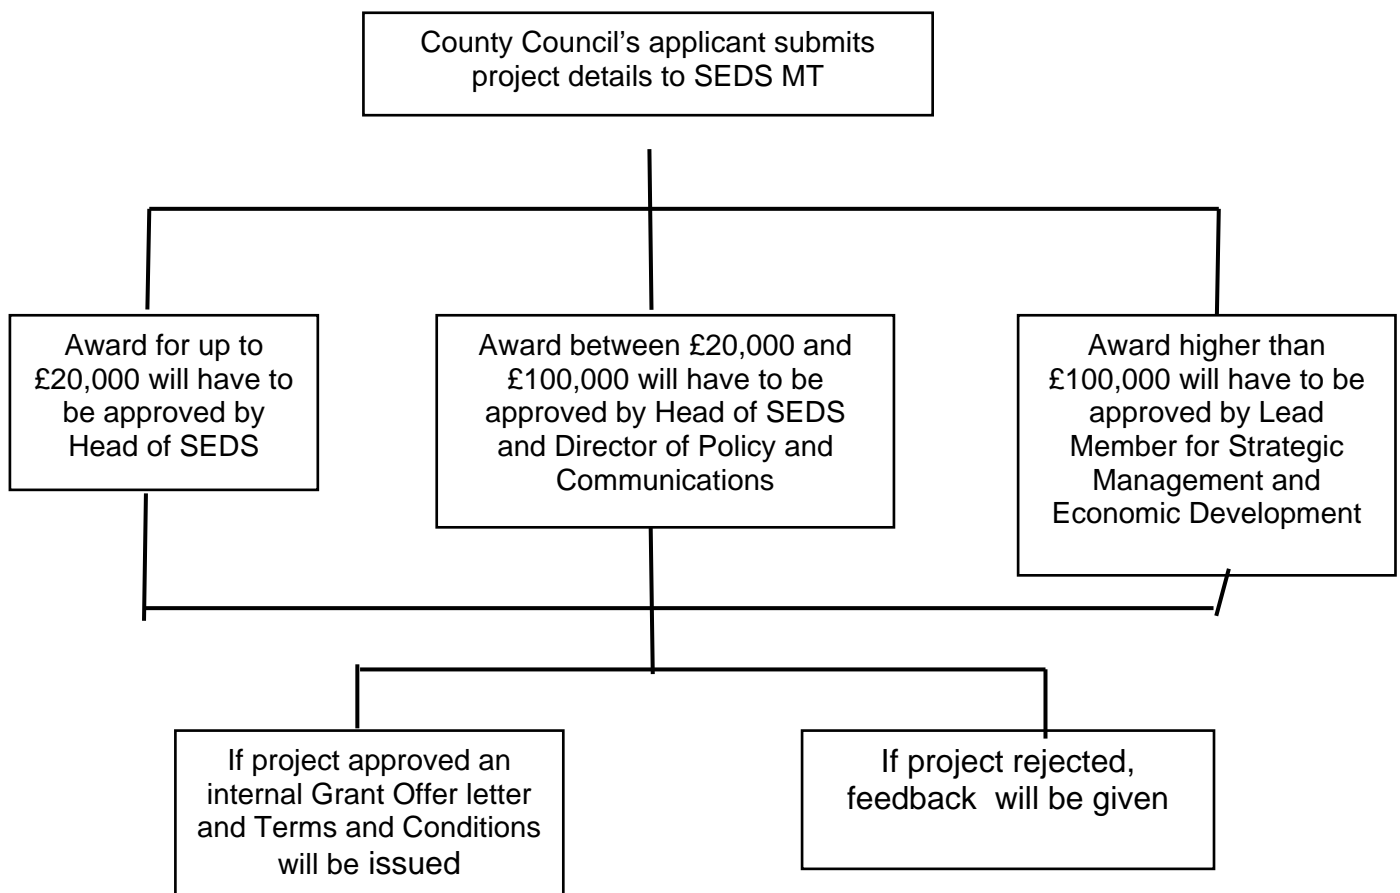 County Council’s applicant submits
project details to SEDS MT
Award for up to
£20,000 will have to
be approved by
Head of SEDS
Award between £20,000 and
£100,000 will have to be
approved by Head of SEDS
and Director of Policy and
Communications
Award higher than
£100,000 will have to be
approved by Lead
Member for Strategic
Management and
Economic Development
If project approved an
internal Grant Offer letter
and Terms and Conditions
will be issued
If project rejected,
feedback will be given